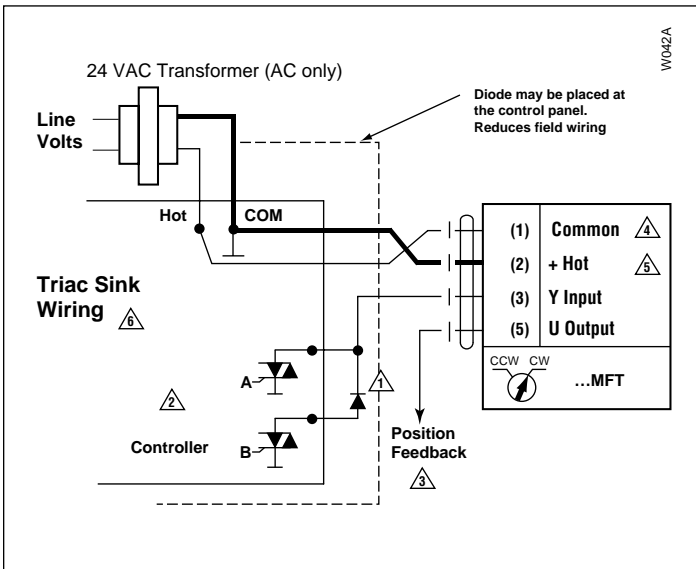 W042A
24 VAC Transformer (AC only)
Diode may be placed at
the control panel.
Reduces field wiring
Line
Volts
Hot
COM
Triac Sink
Wiring
6
2
Controller
A
B
1
Position
Feedback
3
(1) Common 4
(2) + Hot 5
(3) Y Input
(5) U Output
CCW CW
...MFT